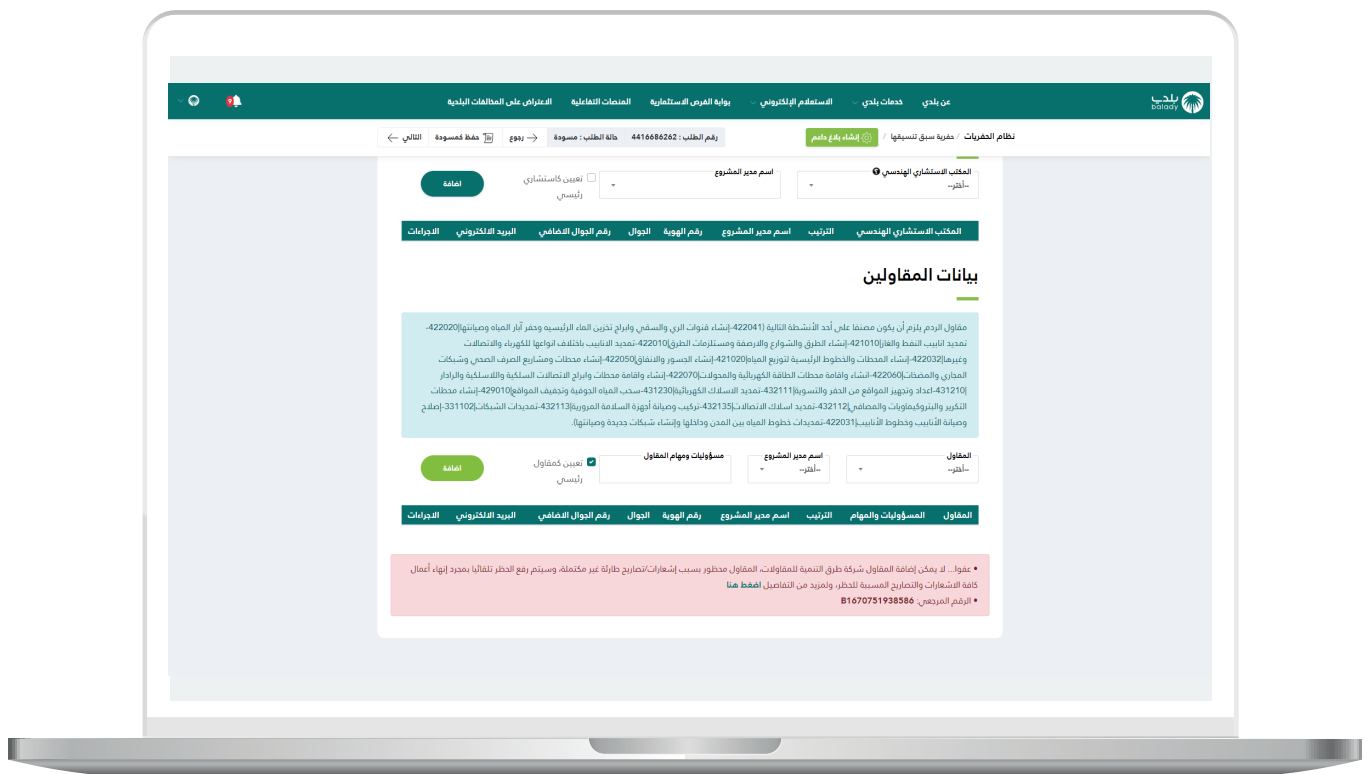 بلدي
balady
عن بلدي خدمات بلدي الاستعلام الإلكتروني بوابة الفرص الاستثمارية المنصات التفاعلية الاعتراض على المخالفات البلدية
9
نظام الحفريات / حفرية سبق تنسيقها / إنشاء بلاغ داعم رقم الطلب : 4416686262 حالة الطلب : مسودة رجوع حفظ كمسودة التالي
المكتب الاستشاري الهندسي اسم مدير المشروع
--أختر-- تعيين كاستشاري
رئيسي
اضافة
المكتب الاستشاري الهندسي الترتيب اسم مدير المشروع رقم الهوية الجوال رقم الجوال الاضافي البريد الالكتروني الاجراءات
بيانات المقاولين
مقاول الردم يلزم أن يكون مصنفا على أحد الأنشطة التالية (422041-إنشاء قنوات الري والسقي وابراج تخزين الماء الرئيسيه وحفر آبار المياه وصيانتها|422020-
تمديد انابيب النفط والغاز|421010-إنشاء الطرق والشوارع والارصفة ومستلزمات الطرق|422010-تمديد الانابيب باختلاف انواعها للكهرباء والاتصالات
وغيرها|422032-إنشاء المحطات والخطوط الرئيسية لتوزيع المياه|421020-إنشاء الجسور والانفاق|422050-إنشاء محطات ومشاريع الصرف الصحي وشبكات
المجاري والمضخات|422060-انشاء واقامة محطات الطاقة الكهربائية والمحولات|422070-إنشاء واقامة محطات وابراج الاتصالات السلكية واللاسلكية والرادار
|431210-اعداد وتجهيز المواقع من الحفر والتسوية|432111-تمديد الاسلاك الكهربائية|431230-سحب المياه الجوفية وتجفيف المواقع|429010-إنشاء محطات
التكرير والبتروكيماويات والمصافي|432112-تمديد اسلاك الاتصالات|432135-تركيب وصيانة أجهزة السلامة المرورية|432113-تمديدات الشبكات|331102-إصلاح
وصيانة الأنابيب وخطوط الأنابيب|422031-تمديدات خطوط المياه بين المدن وداخلها وإنشاء شبكات جديدة وصيانتها).
المقاول اسم مدير المشروع مسؤوليات ومهام المقاول
--أختر-- --أختر-- تعيين كمقاول
رئيسي
اضافة
المقاول المسؤوليات والمهام الترتيب اسم مدير المشروع رقم الهوية الجوال رقم الجوال الاضافي البريد الالكتروني الاجراءات
• عفوا... لا يمكن إضافة المقاول شركة طرق التنمية للمقاولات، المقاول محظور بسبب إشعارات/تصاريح طارئة غير مكتملة، وسيتم رفع الحظر تلقائيا بمجرد إنهاء أعمال
كافة الاشعارات والتصاريح المسببة للحظر، ولمزيد من التفاصيل اضغط هنا
• الرقم المرجعي: B1670751938586